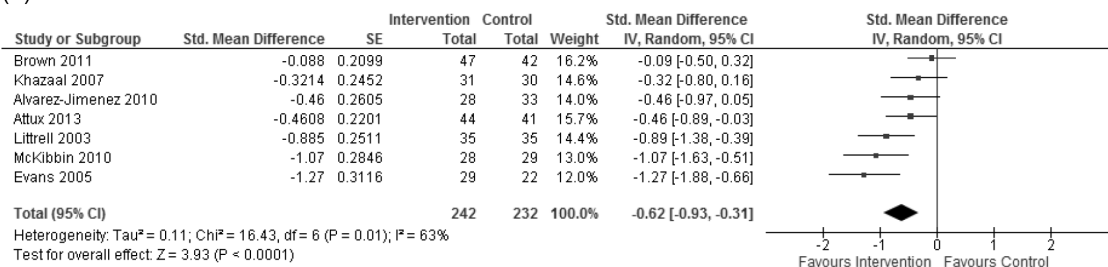 Intervention Control Std. Mean Difference Std. Mean Difference
Study or Subgroup Std. Mean Difference SE Total Total Weight IV, Random, 95% CI IV, Random, 95% CI
Brown 2011 -0.088 0.2099 47 42 16.2% -0.09 [-0.50, 0.32]
Khazaal 2007 -0.3214 0.2452 31 30 14.6% -0.32 [-0.80, 0.16]
Alvarez-Jimenez 2010 -0.46 0.2605 28 33 14.0% -0.46 [-0.97, 0.05]
Attux 2013 -0.4608 0.2201 44 41 15.7% -0.46 [-0.89, -0.03]
Littrell 2003 -0.885 0.2511 35 35 14.4% -0.89 [-1.38, -0.39]
McKibbin 2010 -1.07 0.2846 28 29 13.0% -1.07 [-1.63, -0.51]
Evans 2005 -1.27 0.3116 29 22 12.0% -1.27 [-1.88, -0.66]
Total (95% CI) 242 232 100.0% -0.62 [-0.93, -0.31]
Heterogeneity: Tau² = 0.11; Chi² = 16.43, df = 6 (P = 0.01); I² = 63%
Test for overall effect: Z = 3.93 (P < 0.0001)
-2 -1 0 1 2
Favours Intervention Favours Control